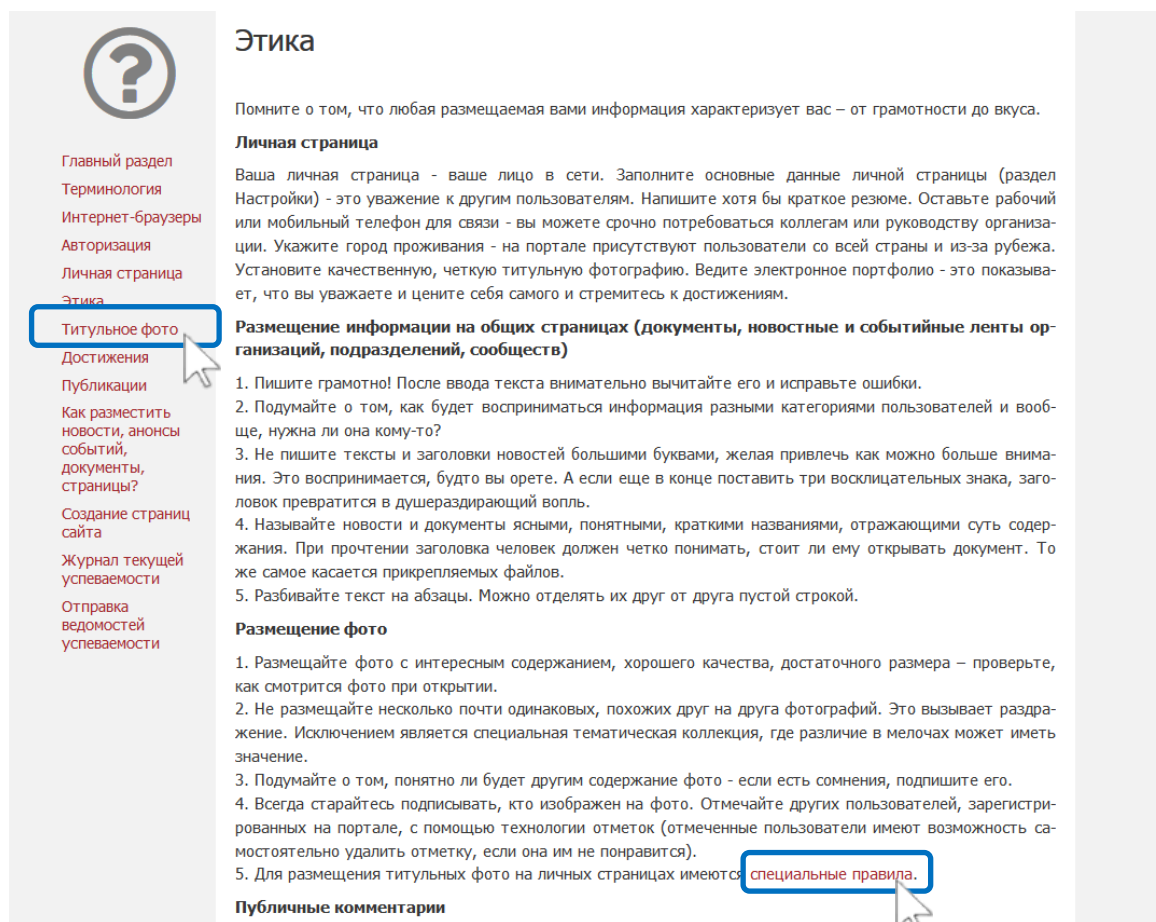 Этика
Помните о том, что любая размещаемая вами информация характеризует вас – от грамотности до вкуса.
Личная страница
Ваша личная страница - ваше лицо в сети. Заполните основные данные личной страницы (раздел
Настройки) - это уважение к другим пользователям. Напишите хотя бы краткое резюме. Оставьте рабочий
или мобильный телефон для связи - вы можете срочно потребоваться коллегам или руководству организа-
ции. Укажите город проживания - на портале присутствуют пользователи со всей страны и из-за рубежа.
Установите качественную, четкую титульную фотографию. Ведите электронное портфолио - это показыва-
ет, что вы уважаете и цените себя самого и стремитесь к достижениям.
Размещение информации на общих страницах (документы, новостные и событийные ленты ор-
ганизаций, подразделений, сообществ)
1. Пишите грамотно! После ввода текста внимательно вычитайте его и исправьте ошибки.
2. Подумайте о том, как будет восприниматься информация разными категориями пользователей и вооб-
ще, нужна ли она кому-то?
3. Не пишите тексты и заголовки новостей большими буквами, желая привлечь как можно больше внима-
ния. Это воспринимается, будто вы орете. А если еще в конце поставить три восклицательных знака, заго-
ловок превратится в душераздирающий вопль.
4. Называйте новости и документы ясными, понятными, краткими названиями, отражающими суть содер-
жания. При прочтении заголовка человек должен четко понимать, стоит ли ему открывать документ. То
же самое касается прикрепляемых файлов.
5. Разбивайте текст на абзацы. Можно отделять их друг от друга пустой строкой.
Размещение фото
1. Размещайте фото с интересным содержанием, хорошего качества, достаточного размера – проверьте,
как смотрится фото при открытии.
2. Не размещайте несколько почти одинаковых, похожих друг на друга фотографий. Это вызывает раздра-
жение. Исключением является специальная тематическая коллекция, где различие в мелочах может иметь
значение.
3. Подумайте о том, понятно ли будет другим содержание фото - если есть сомнения, подпишите его.
4. Всегда старайтесь подписывать, кто изображен на фото. Отмечайте других пользователей, зарегистри-
рованных на портале, с помощью технологии отметок (отмеченные пользователи имеют возможность са-
мостоятельно удалить отметку, если она им не понравится).
5. Для размещения титульных фото на личных страницах имеются специальные правила.
Публичные комментарии
Главный раздел
Терминология
Интернет-браузеры
Авторизация
Личная страница
Этика
Титульное фото
Достижения
Публикации
Как разместить
новости, анонсы
событий,
документы,
страницы?
Создание страниц
сайта
Журнал текущей
успеваемости
Отправка
ведомостей
успеваемости